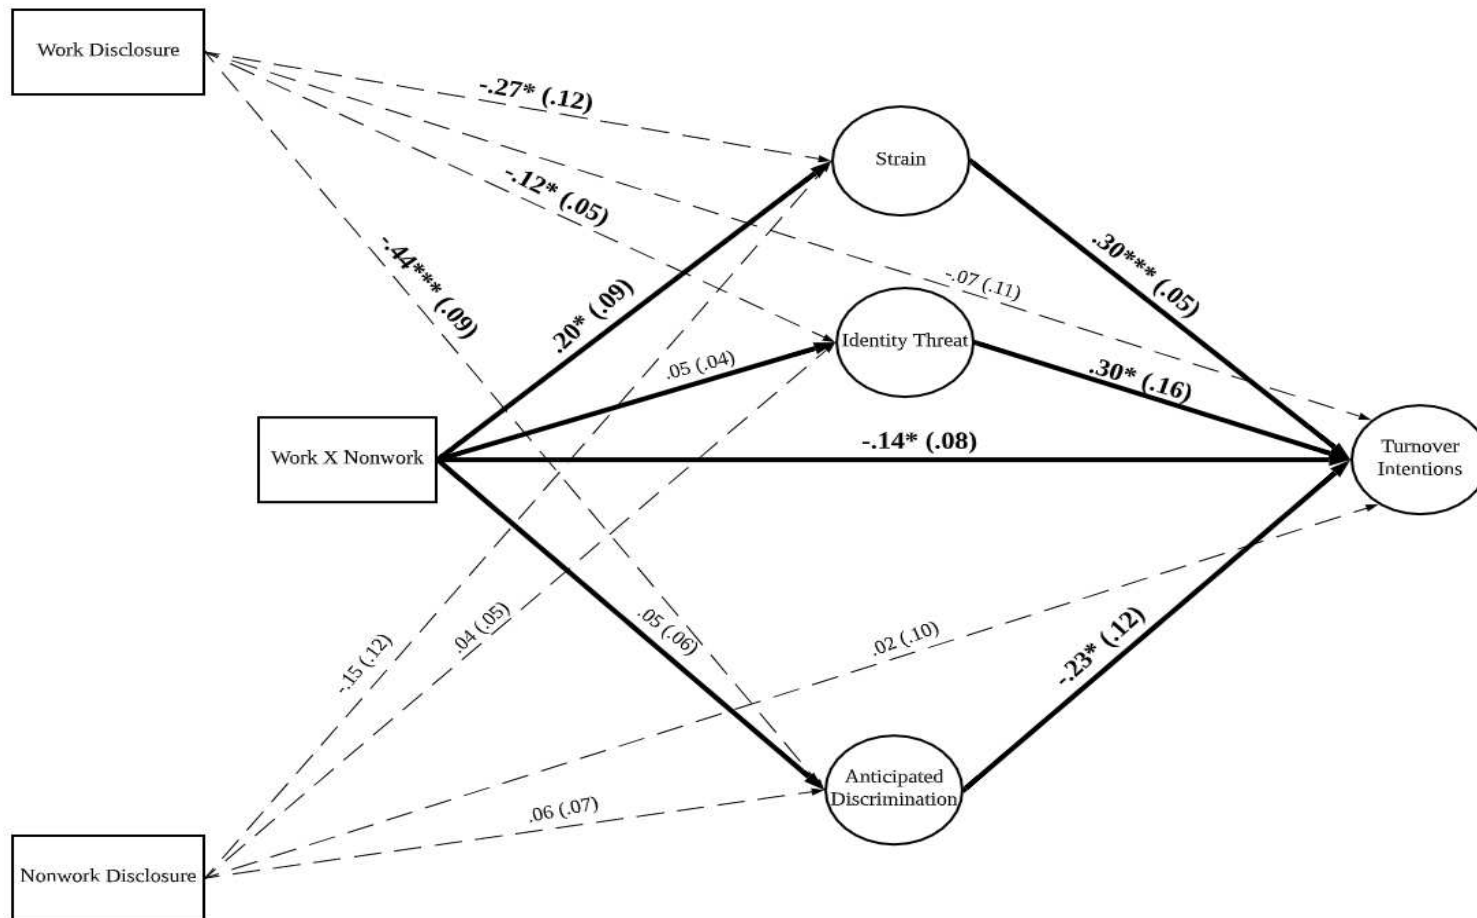 Work Disclosure
-.27* (.12)
Strain
-.12* (.05)
-.44*** (.09)
.30*** (.05)
-.07 (.11)
.20* (.09)
Identity Threat
.05 (.04)
.30* (.16)
Work X Nonwork
-.14* (.08)
Turnover
Intentions
.04 (.05)
.05 (.06)
-.15 (.12)
.02 (.10)
-.23* (.12)
Anticipated
Discrimination
.06 (.07)
Nonwork Disclosure